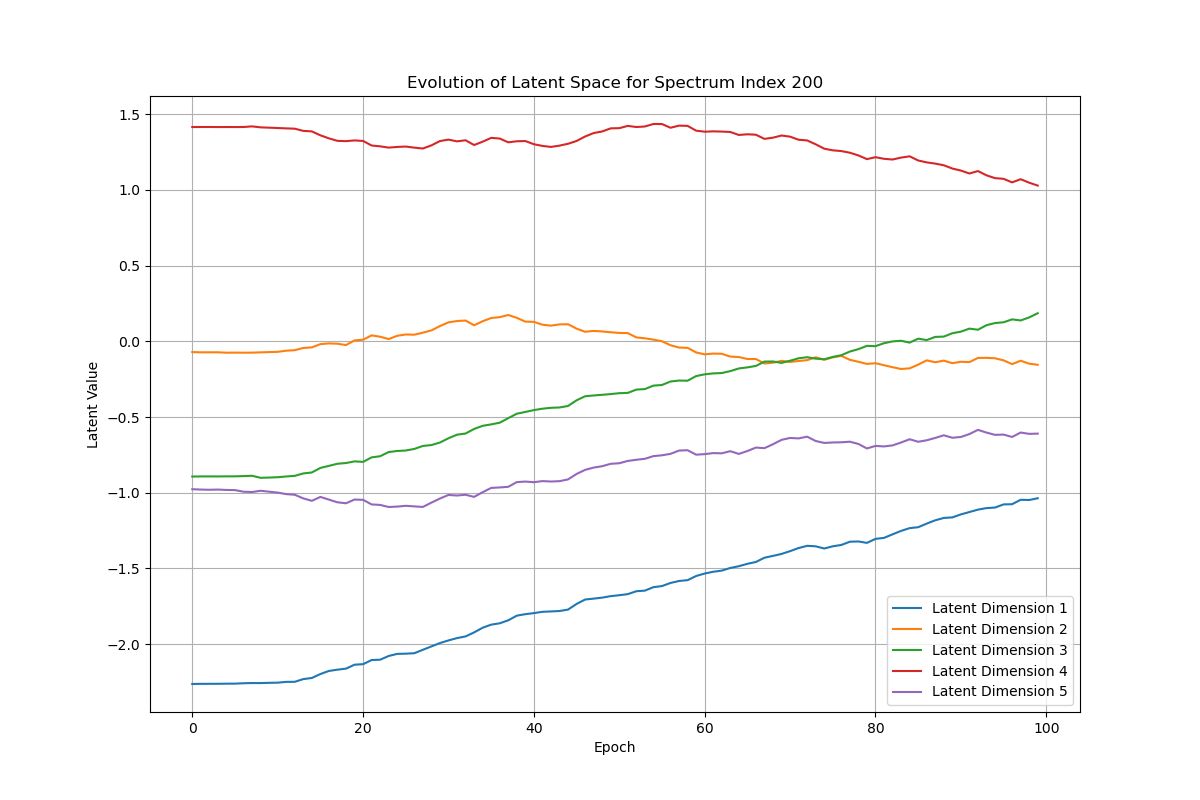 Evolution of Latent Space for Spectrum Index 200
1.5
1.0
0.5
0.0
−0.5
−1.0
−1.5
−2.0
Latent Value
0 20 40 60 80 100
Epoch
Latent Dimension 1
Latent Dimension 2
Latent Dimension 3
Latent Dimension 4
Latent Dimension 5